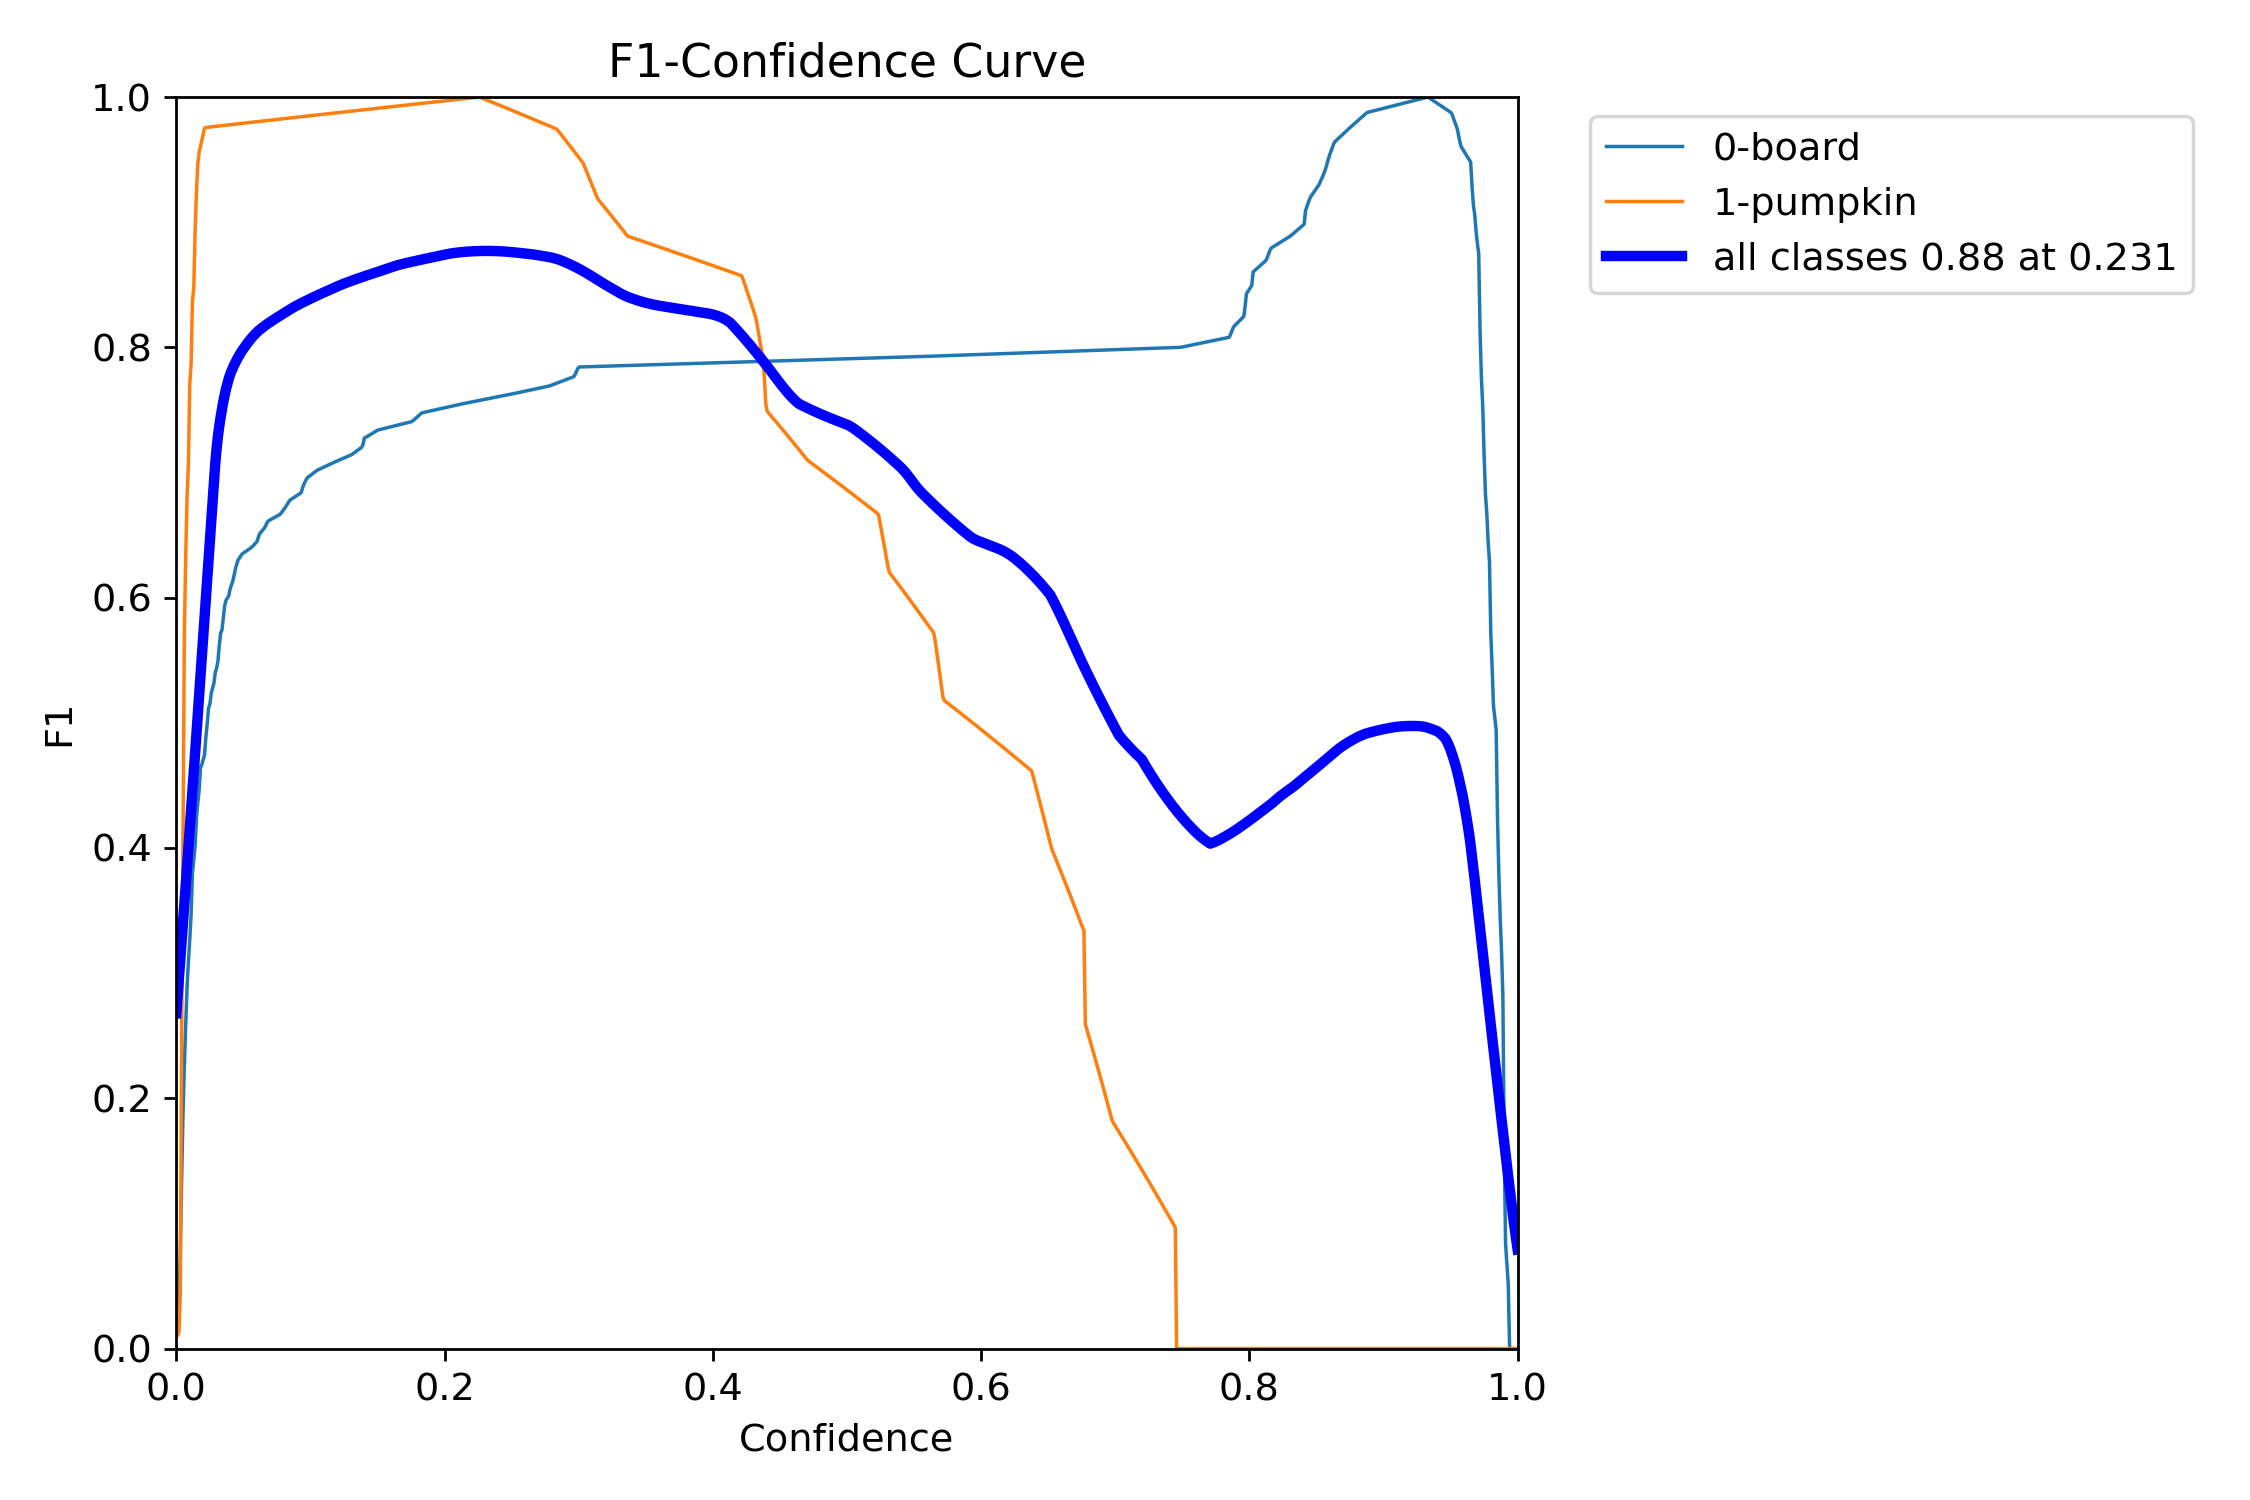 F1-Confidence Curve
1.0
0.8
0.6
0.4
0.2
0.0
F1
0.0 0.2 0.4 0.6 0.8 1.0
Confidence
0-board
1-pumpkin
all classes 0.88 at 0.231